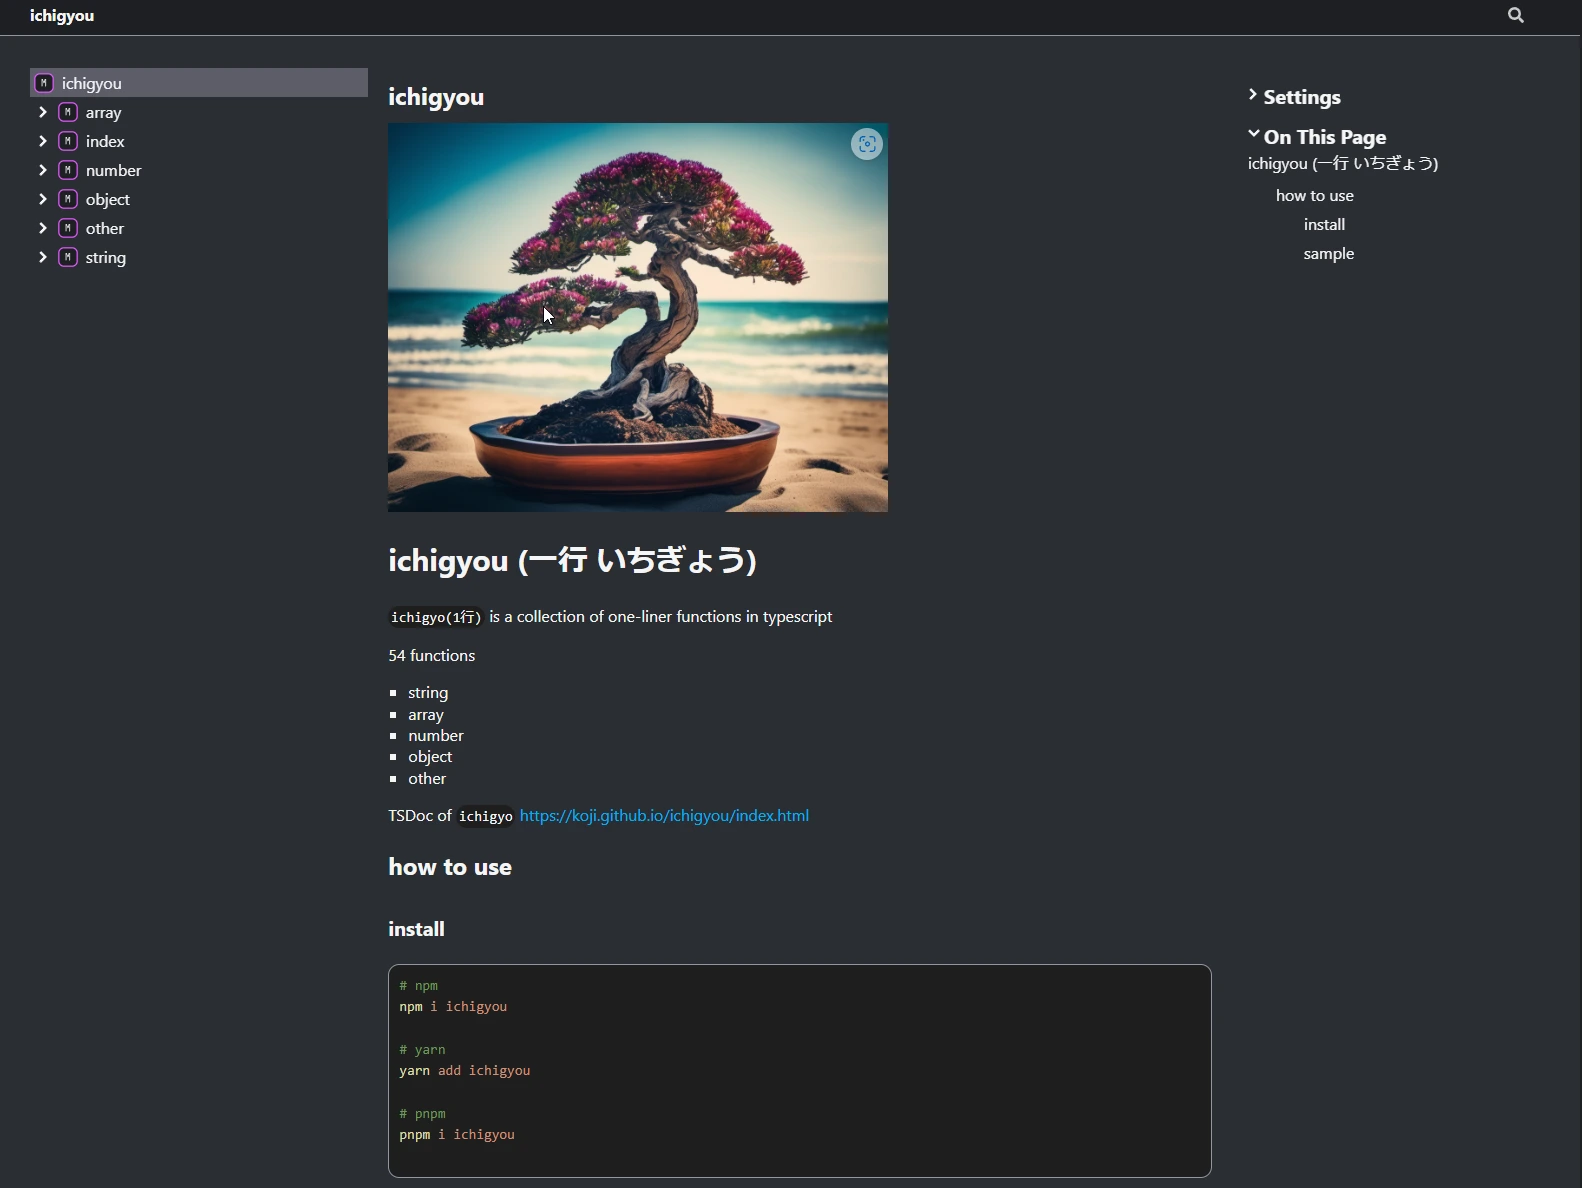 ichigyou
M ichigyou
M array
M index
M number
M object
M other
M string
ichigyou
ichigyou (一行 いちぎょう)
ichigyo(1行) is a collection of one-liner functions in typescript
54 functions
string
array
number
object
other
TSDoc of ichigyo https://koji.github.io/ichigyou/index.html
how to use
install
# npm
npm i ichigyou
# yarn
yarn add ichigyou
# pnpm
pnpm i ichigyou
Settings
On This Page
ichigyou (一行 いちぎょう)
how to use
install
sample